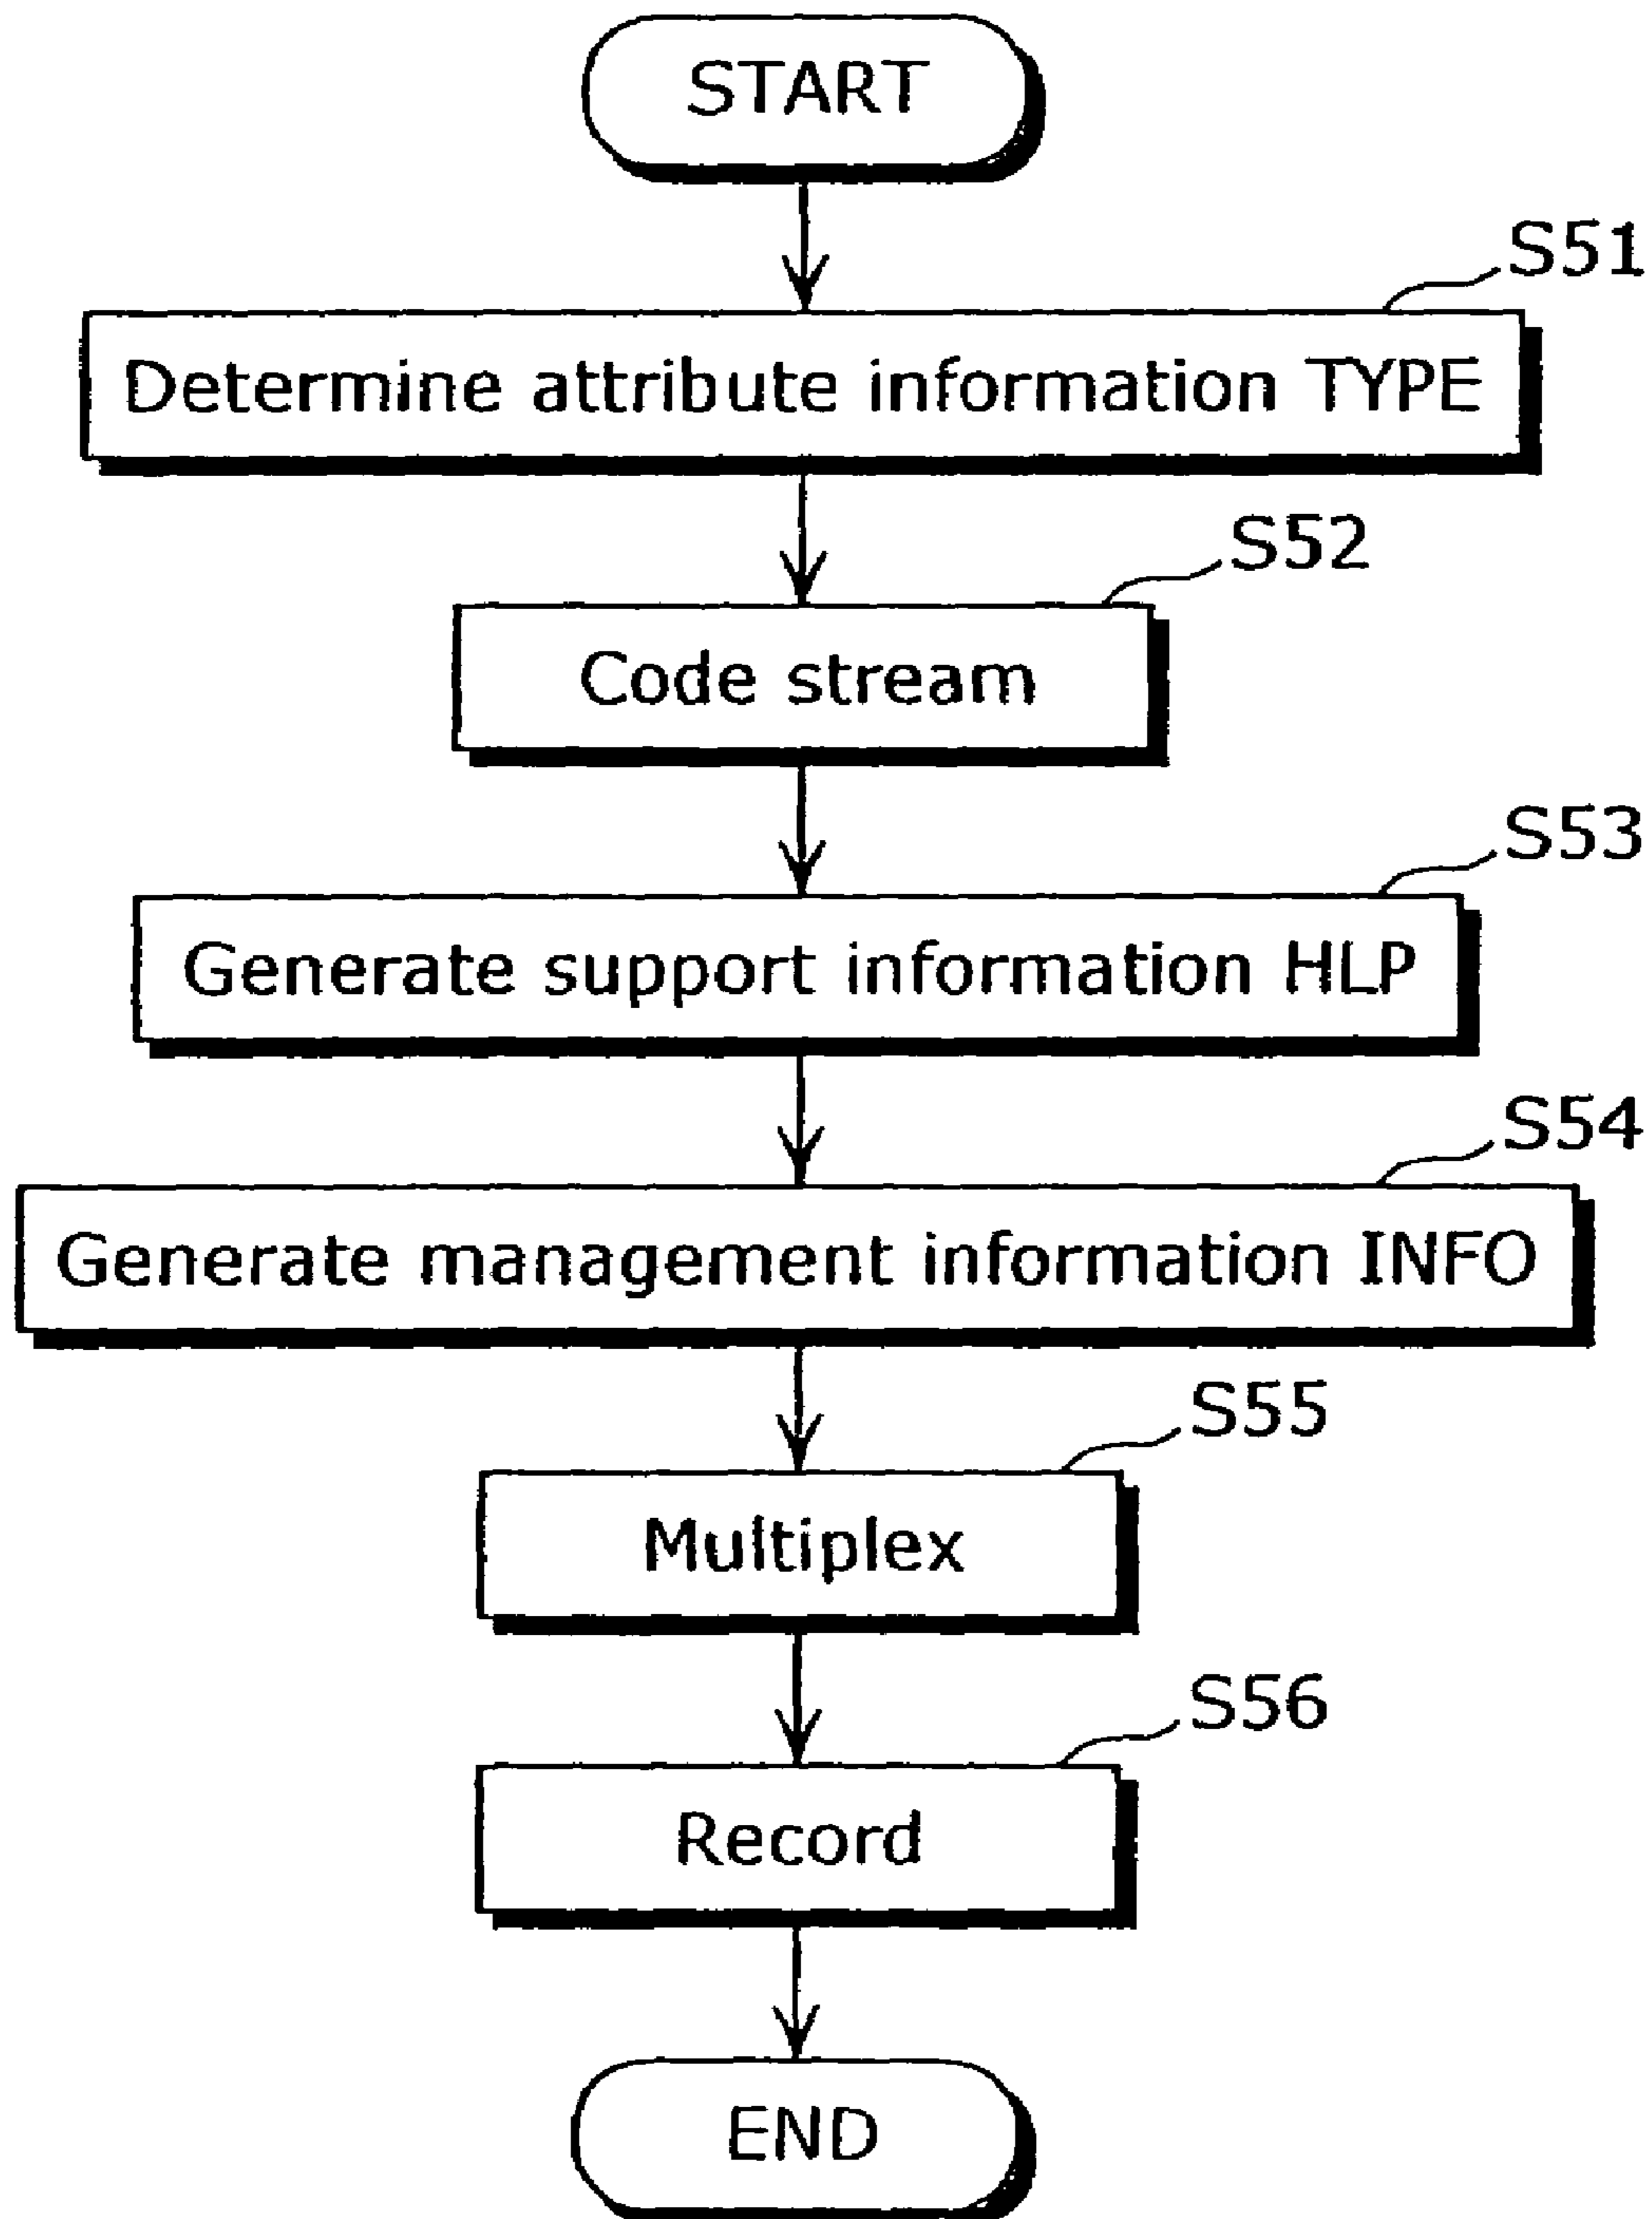 START
S51
Determine attribute information TYPE
S52
Code stream
S53
Generate support information HLP
S54
Generate management information INFO
S55
Multiplex
S56
Record
END